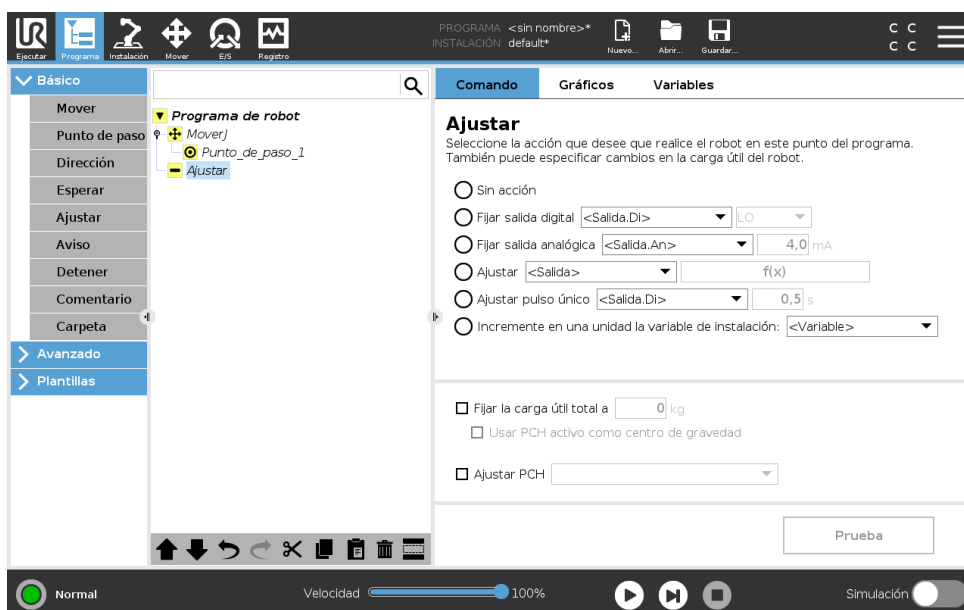 PROGRAMA <sin nombre>*
INSTALACIÓN default*
C C
C C
Ejecutar
Programa
Instalación
Mover
E/S
Registro
Nuevo...
Abrir...
Guardar...
Básico
Mover
Punto de paso
Dirección
Esperar
Ajustar
Aviso
Detener
Comentario
Carpeta
Avanzado
Plantillas
Programa de robot
MoverJ
Punto_de_paso_1
Ajustar
Comando Gráficos Variables
Ajustar
Seleccione la acción que desee que realice el robot en este punto del programa.
También puede especificar cambios en la carga útil del robot.
Sin acción
Fijar salida digital <Salida.Di> LO
Fijar salida analógica <Salida.An> 4,0 mA
Ajustar <Salida> f(x)
Ajustar pulso único <Salida.Di> 0,5 s
Incremente en una unidad la variable de instalación: <Variable>
Fijar la carga útil total a 0 kg
Usar PCH activo como centro de gravedad
Ajustar PCH
Prueba
Normal
Velocidad 100%
Simulación